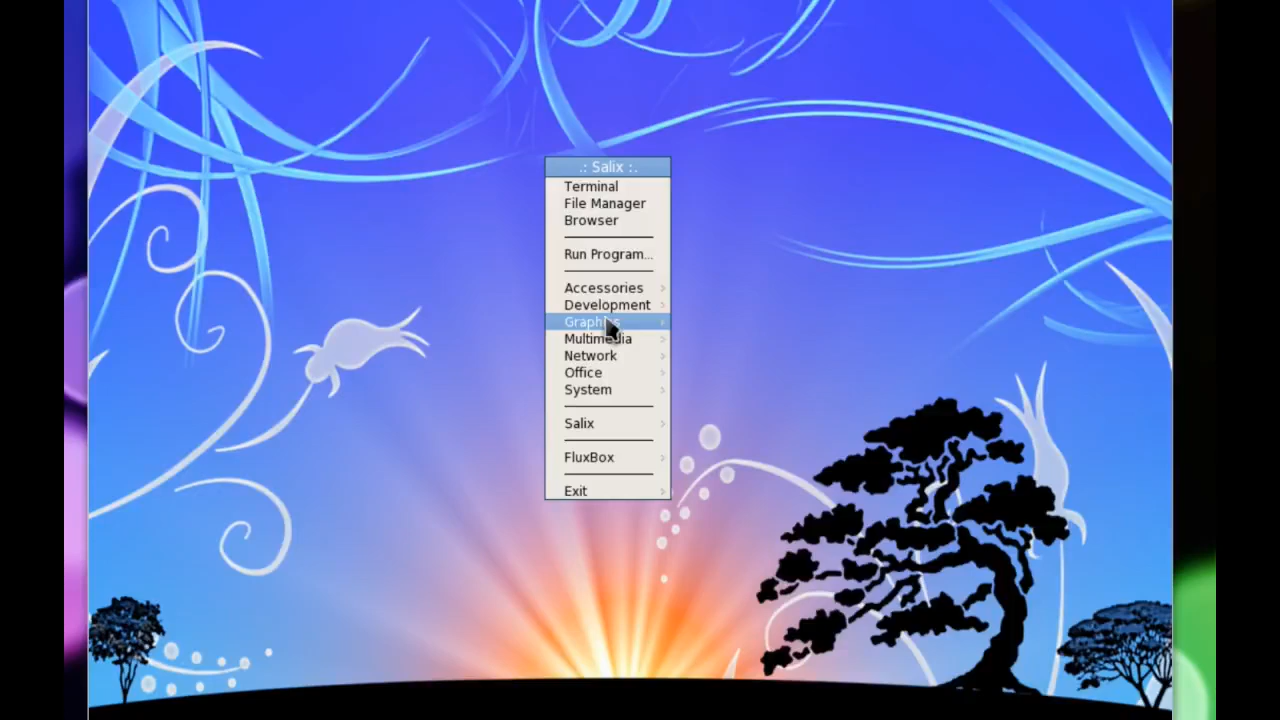 .: Salix :.
Terminal
File Manager
Browser
Run Program...
Accessories
Development
Graphics
Multimedia
Network
Office
System
Salix
FluxBox
Exit